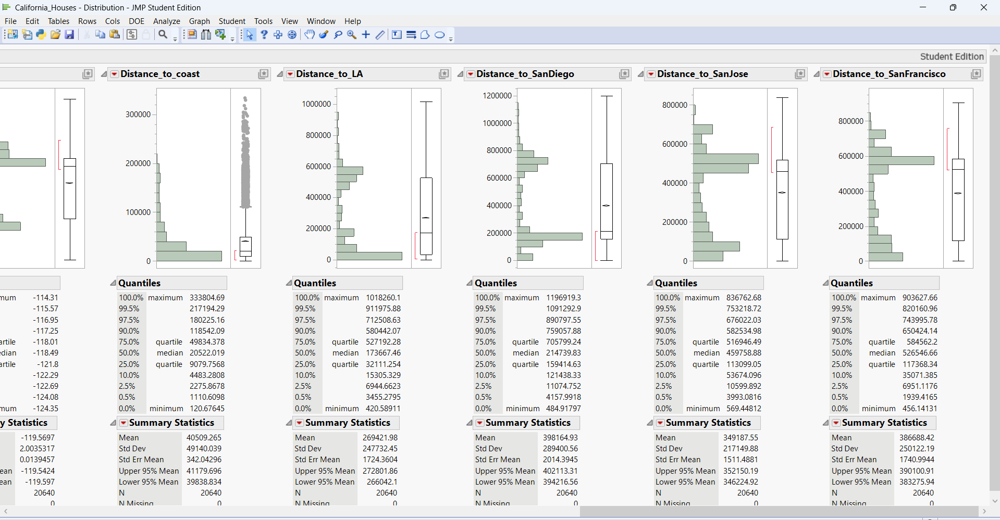 California_Houses - Distribution - JMP Student Edition
File Edit Tables Rows Cols DOE Analyze Graph Student Tools View Window Help
Student Edition
Distance_to_coast Distance_to_LA Distance_to_SanDiego Distance_to_SanJose Distance_to_SanFrancisco
300000
200000
100000
0
1000000
800000
600000
400000
200000
0
1200000
1000000
800000
600000
400000
200000
0
800000
600000
400000
200000
0
800000
600000
400000
200000
0
Quantiles Quantiles Quantiles Quantiles Quantiles
mum -114.31 100.0% maximum 333804.69 100.0% maximum 1018260.1 100.0% maximum 1196919.3 100.0% maximum 836762.68 100.0% maximum 903627.66
-115.57 99.5% 217194.29 99.5% 911975.88 99.5% 1091292.9 99.5% 753218.72 99.5% 820160.96
-116.95 97.5% 180225.16 97.5% 712508.63 97.5% 890797.55 97.5% 676022.03 97.5% 743995.78
-117.25 90.0% 118542.09 90.0% 580442.07 90.0% 759057.88 90.0% 582534.98 90.0% 650424.14
artile -118.01 75.0% quartile 49834.378 75.0% quartile 527192.28 75.0% quartile 705799.24 75.0% quartile 516946.49 75.0% quartile 584562.2
edian -118.49 50.0% median 20522.019 50.0% median 173667.46 50.0% median 214739.83 50.0% median 459758.88 50.0% median 526546.66
artile -121.8 25.0% quartile 9079.7568 25.0% quartile 32111.254 25.0% quartile 159414.63 25.0% quartile 113099.05 25.0% quartile 117368.34
-122.29 10.0% 4483.2808 10.0% 15305.329 10.0% 121438.33 10.0% 53674.096 10.0% 35071.385
-122.69 2.5% 2275.8678 2.5% 6944.6623 2.5% 11074.752 2.5% 10599.892 2.5% 6951.1176
-124.08 0.5% 1110.6098 0.5% 3455.2795 0.5% 4157.9918 0.5% 3993.0816 0.5% 1939.4165
mum -124.35 0.0% minimum 120.67645 0.0% minimum 420.58911 0.0% minimum 484.91797 0.0% minimum 569.44812 0.0% minimum 456.14131
y Statistics Summary Statistics Summary Statistics Summary Statistics Summary Statistics Summary Statistics
-119.5697 Mean 40509.265 Mean 269421.98 Mean 398164.93 Mean 349187.55 Mean 386688.42
2.0035317 Std Dev 49140.039 Std Dev 247732.45 Std Dev 289400.56 Std Dev 217149.88 Std Dev 250122.19
0.0139457 Std Err Mean 342.04296 Std Err Mean 1724.3604 Std Err Mean 2014.3945 Std Err Mean 1511.4881 Std Err Mean 1740.9944
ean -119.5424 Upper 95% Mean 41179.696 Upper 95% Mean 272801.86 Upper 95% Mean 402113.31 Upper 95% Mean 352150.19 Upper 95% Mean 390100.91
ean -119.597 Lower 95% Mean 39838.834 Lower 95% Mean 266042.1 Lower 95% Mean 394216.56 Lower 95% Mean 346224.92 Lower 95% Mean 383275.94
20640 N 20640 N 20640 N 20640 N 20640 N 20640
0 N Missing 0 N Missing 0 N Missing 0 N Missing 0 N Missing 0